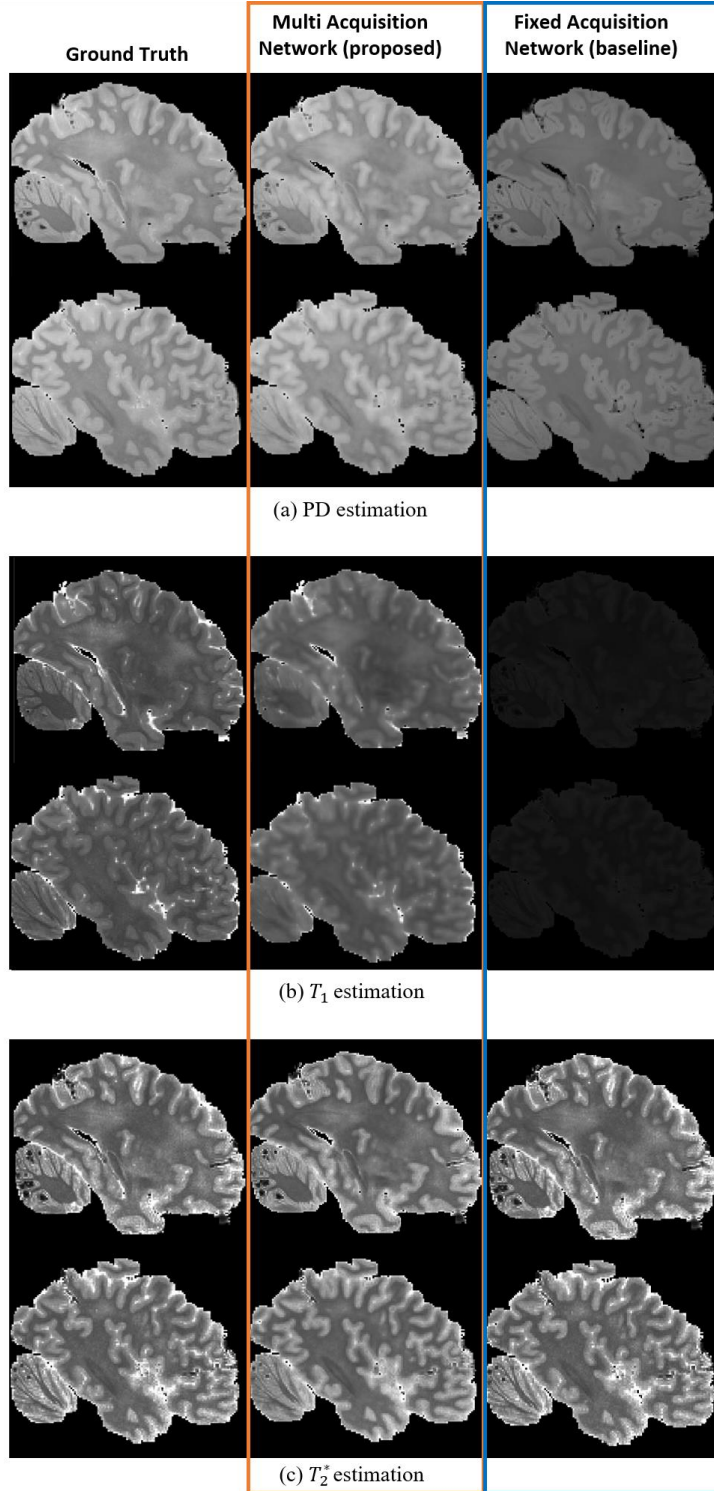 Ground Truth
Multi Acquisition
Network (proposed)
Fixed Acquisition
Network (baseline)
(a) PD estimation
(b) T₁ estimation
(c) T₂* estimation